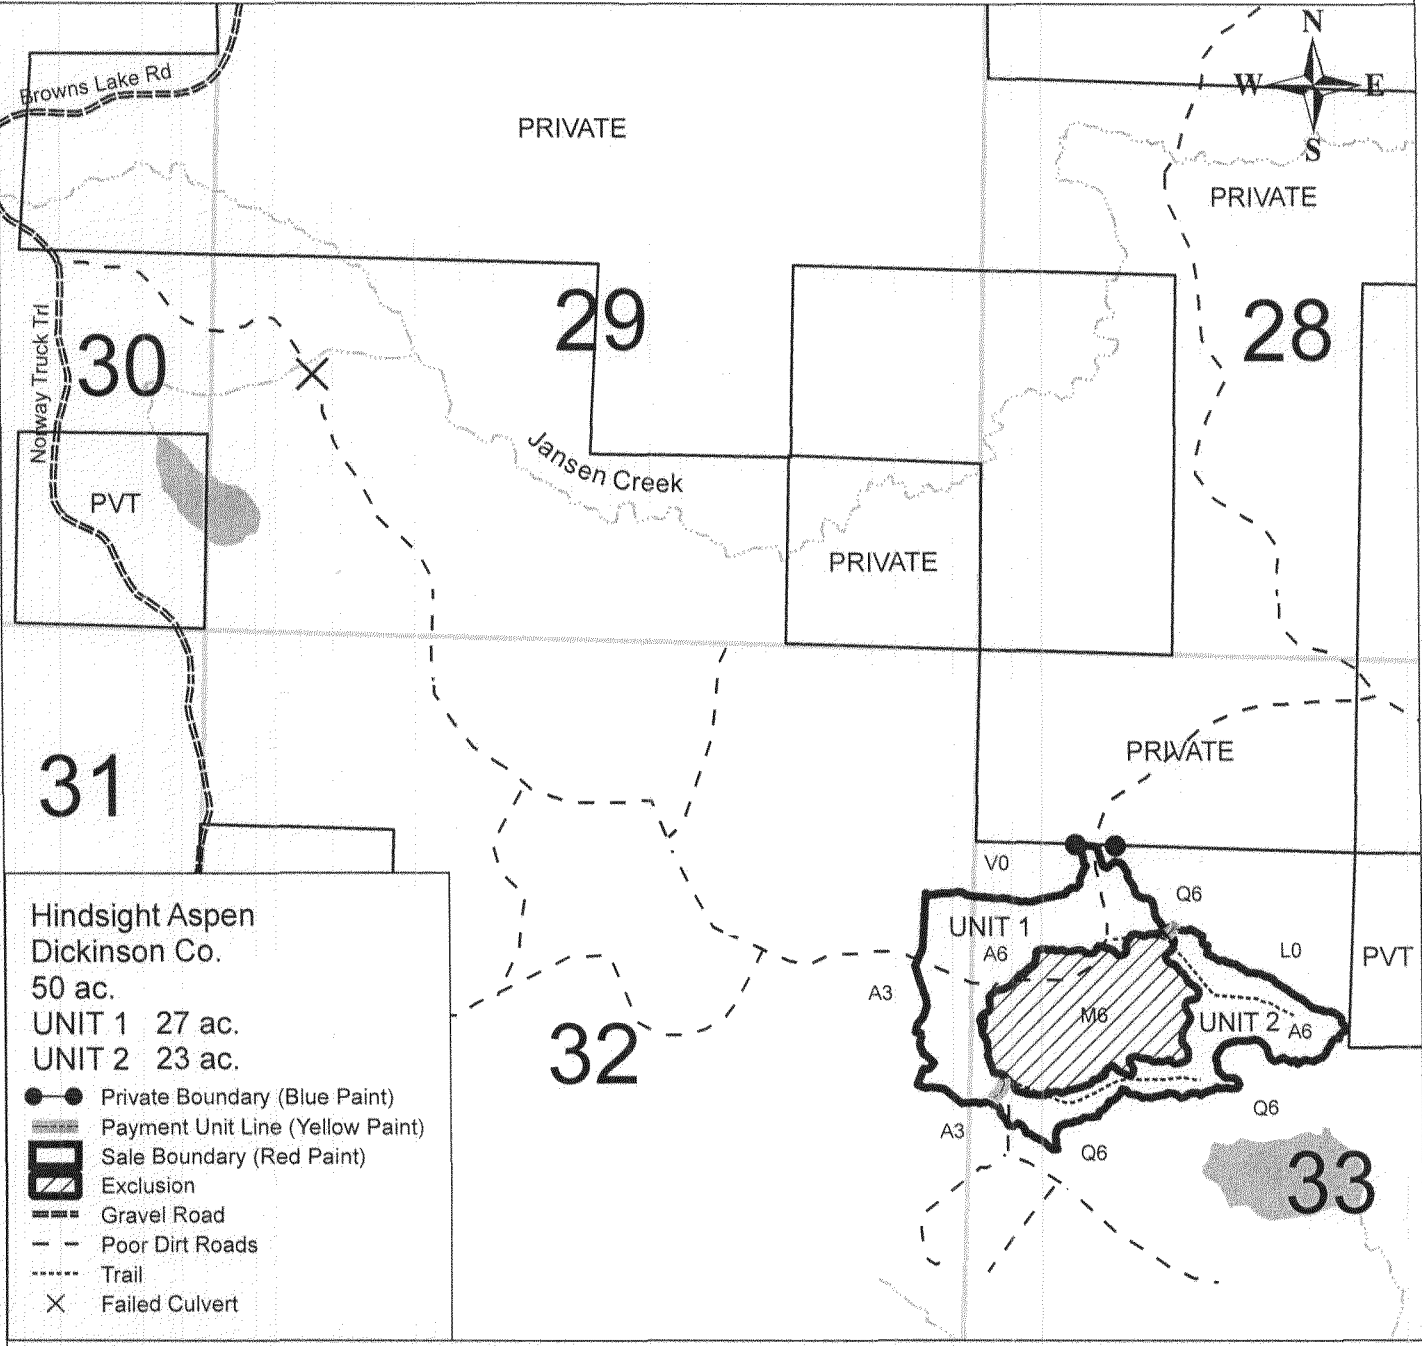 N
W E
S
Browns Lake Rd
PRIVATE
PRIVATE
29
28
30
Norway Truck Trl
Jansen Creek
PVT
PRIVATE
PRIVATE
31
V0
Q6
UNIT 1
A6
L0
PVT
A3
M6
UNIT 2
A6
32
A3
Q6
Q6
33
Hindsight Aspen
Dickinson Co.
50 ac.
UNIT 1 27 ac.
UNIT 2 23 ac.
Private Boundary (Blue Paint)
Payment Unit Line (Yellow Paint)
Sale Boundary (Red Paint)
Exclusion
Gravel Road
Poor Dirt Roads
Trail
Failed Culvert